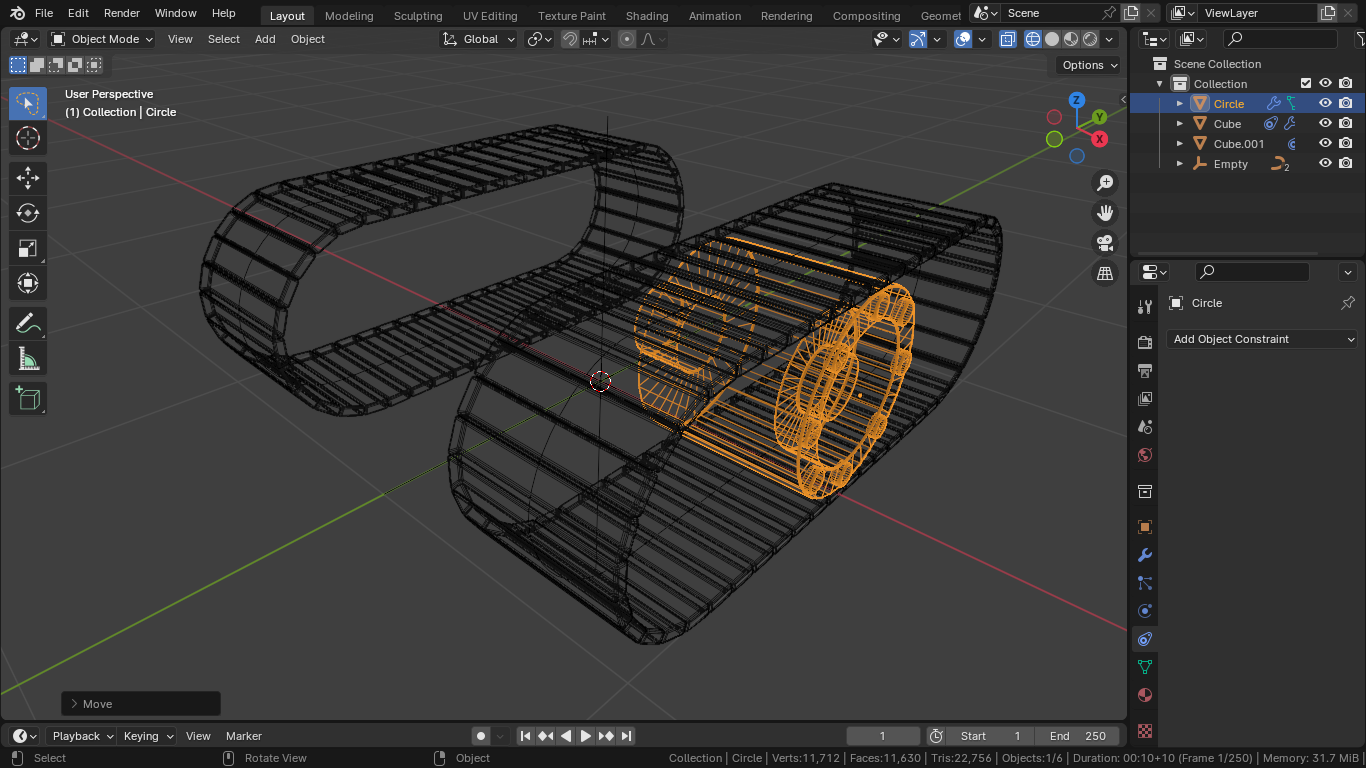 File Edit Render Window Help Layout Modeling Sculpting UV Editing Texture Paint Shading Animation Rendering Compositing Geomet Scene ViewLayer
Object Mode View Select Add Object Global
Options
User Perspective
(1) Collection | Circle
Z
Y
X
Scene Collection
Collection
Circle
Cube
Cube.001
Empty 2
Circle
Add Object Constraint
Move
Playback Keying View Marker 1 Start 1 End 250
Select Rotate View Object Collection | Circle | Verts:11,712 | Faces:11,630 | Tris:22,756 | Objects:1/6 | Duration: 00:10+10 (Frame 1/250) | Memory: 31.7 MiB